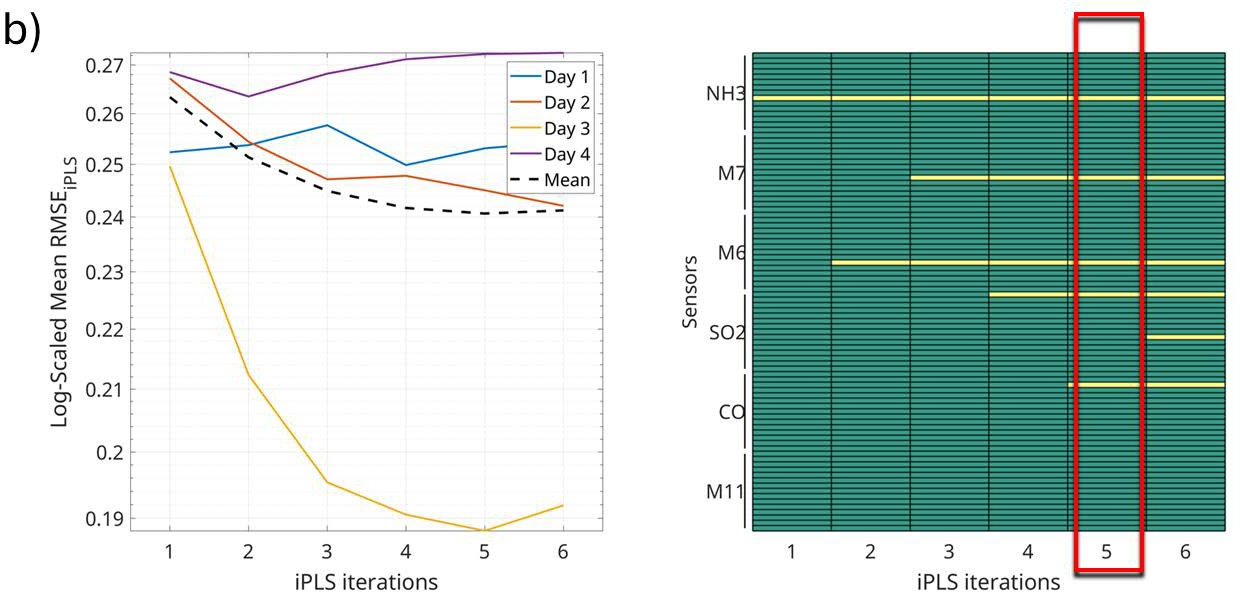 b)
Log-Scaled Mean RMSE_iPLS
0.27
0.26
0.25
0.24
0.23
0.22
0.21
0.2
0.19
1 2 3 4 5 6
iPLS iterations
Day 1
Day 2
Day 3
Day 4
Mean
Sensors
NH3
M7
M6
SO2
CO
M11
1 2 3 4 5 6
iPLS iterations